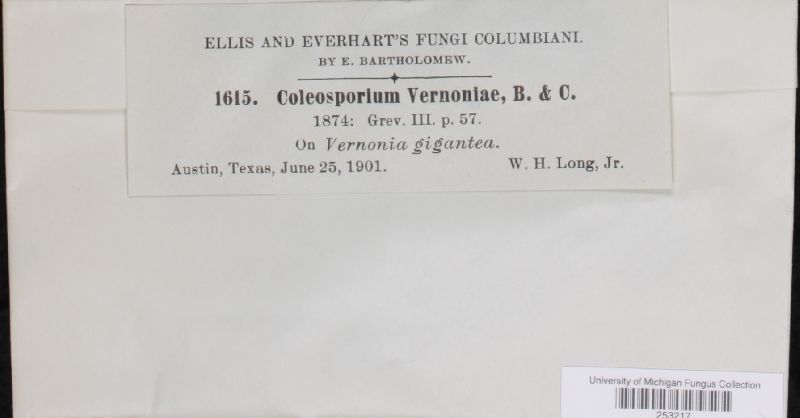 ELLIS AND EVERHART'S FUNGI COLUMBIANI.
BY E. BARTHOLOMEW.
1615. Coleosporium Vernoniae, B. & C.
1874: Grev. III. p. 57.
On Vernonia gigantea.
Austin, Texas, June 25, 1901. W. H. Long, Jr.
University of Michigan Fungus Collection
253217